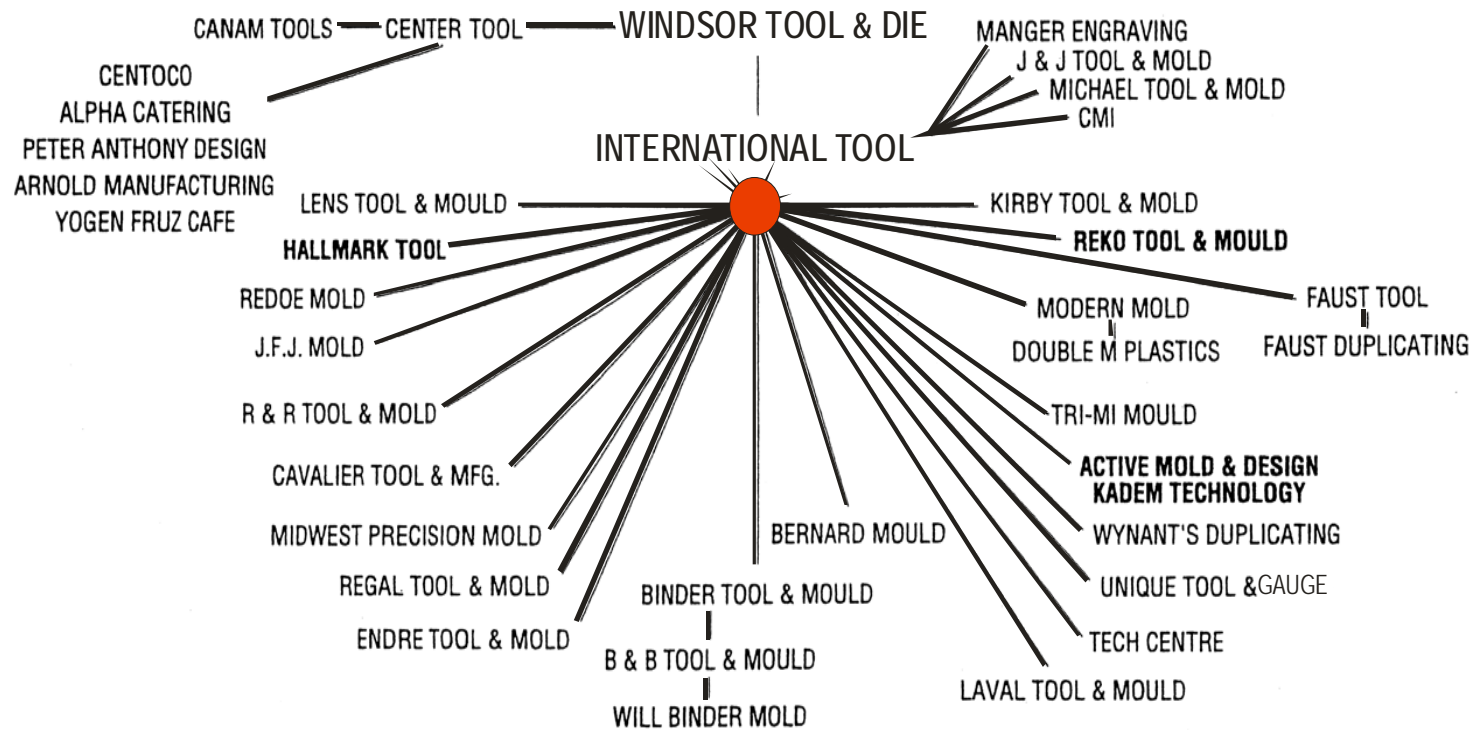 CANAM TOOLS
CENTER TOOL
WINDSOR TOOL & DIE
MANGER ENGRAVING
J & J TOOL & MOLD
MICHAEL TOOL & MOLD
CMI
CENTOCO
ALPHA CATERING
PETER ANTHONY DESIGN
ARNOLD MANUFACTURING
YOGEN FRUZ CAFE
INTERNATIONAL TOOL
LENS TOOL & MOULD
KIRBY TOOL & MOLD
HALLMARK TOOL
REKO TOOL & MOULD
REDOE MOLD
MODERN MOLD
FAUST TOOL
J.F.J. MOLD
DOUBLE M PLASTICS
FAUST DUPLICATING
R & R TOOL & MOLD
TRI-MI MOULD
CAVALIER TOOL & MFG.
ACTIVE MOLD & DESIGN
KADEM TECHNOLOGY
MIDWEST PRECISION MOLD
BERNARD MOULD
WYNANT'S DUPLICATING
REGAL TOOL & MOLD
BINDER TOOL & MOULD
UNIQUE TOOL &GAUGE
ENDRE TOOL & MOLD
B & B TOOL & MOULD
TECH CENTRE
LAVAL TOOL & MOULD
WILL BINDER MOLD